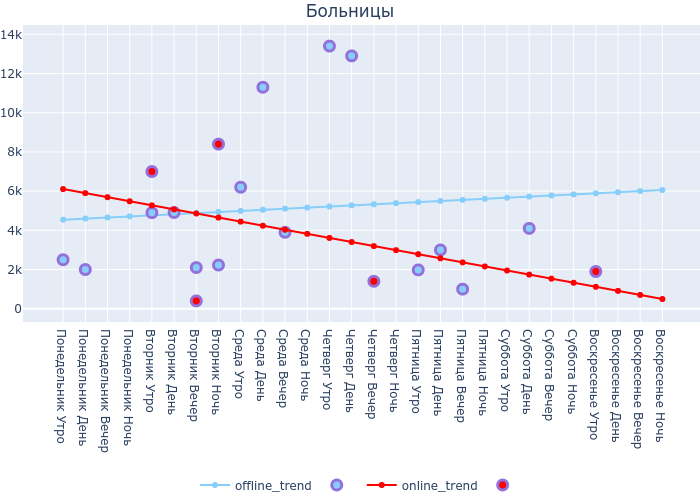 Больницы
14k
12k
10k
8k
6k
4k
2k
0
Понедельник Утро
Понедельник День
Понедельник Вечер
Понедельник Ночь
Вторник Утро
Вторник День
Вторник Вечер
Вторник Ночь
Среда Утро
Среда День
Среда Вечер
Среда Ночь
Четверг Утро
Четверг День
Четверг Вечер
Четверг Ночь
Пятница Утро
Пятница День
Пятница Вечер
Пятница Ночь
Суббота Утро
Суббота День
Суббота Вечер
Суббота Ночь
Воскресенье Утро
Воскресенье День
Воскресенье Вечер
Воскресенье Ночь
offline_trend
online_trend